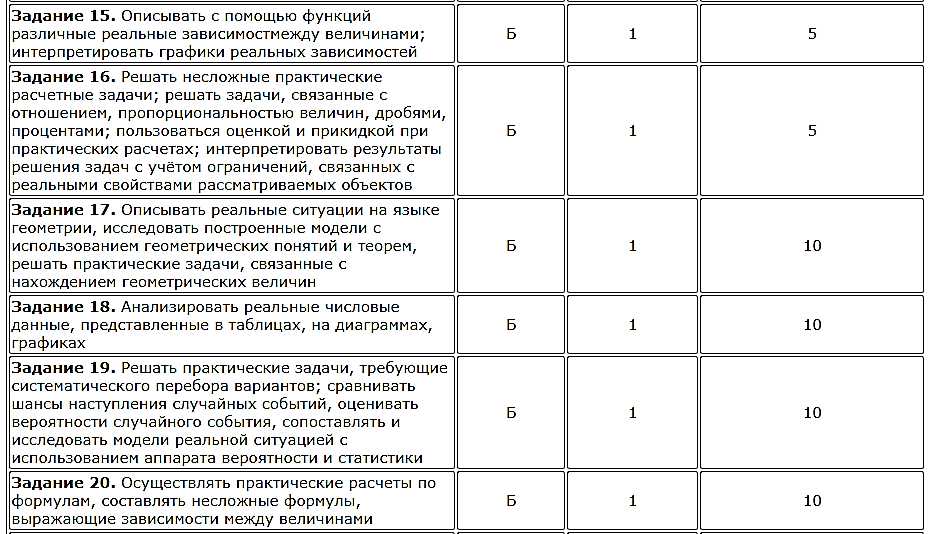 Задание 15. Описывать с помощью функций
различные реальные зависимостмежду величинами;
интерпретировать графики реальных зависимостей
Б
1
5
Задание 16. Решать несложные практические
расчетные задачи; решать задачи, связанные с
отношением, пропорциональностью величин, дробями,
процентами; пользоваться оценкой и прикидкой при
практических расчетах; интерпретировать результаты
решения задач с учётом ограничений, связанных с
реальными свойствами рассматриваемых объектов
Б
1
5
Задание 17. Описывать реальные ситуации на языке
геометрии, исследовать построенные модели с
использованием геометрических понятий и теорем,
решать практические задачи, связанные с
нахождением геометрических величин
Б
1
10
Задание 18. Анализировать реальные числовые
данные, представленные в таблицах, на диаграммах,
графиках
Б
1
10
Задание 19. Решать практические задачи, требующие
систематического перебора вариантов; сравнивать
шансы наступления случайных событий, оценивать
вероятности случайного события, сопоставлять и
исследовать модели реальной ситуацией с
использованием аппарата вероятности и статистики
Б
1
10
Задание 20. Осуществлять практические расчеты по
формулам, составлять несложные формулы,
выражающие зависимости между величинами
Б
1
10